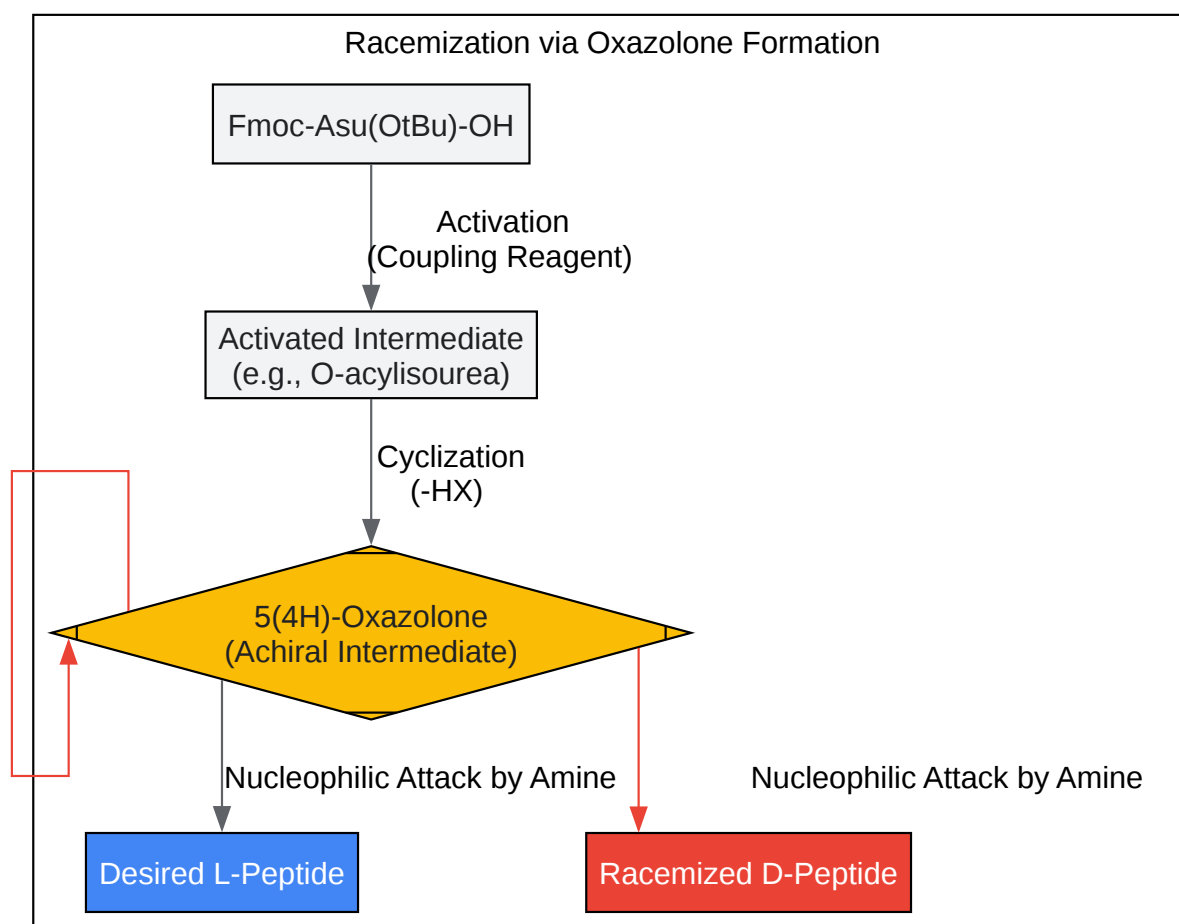 Racemization via Oxazolone Formation
Fmoc-Asu(OtBu)-OH
Activation
(Coupling Reagent)
Activated Intermediate
(e.g., O-acylisourea)
Cyclization
(-HX)
5(4H)-Oxazolone
(Achiral Intermediate)
Nucleophilic Attack by Amine
Nucleophilic Attack by Amine
Desired L-Peptide
Racemized D-Peptide